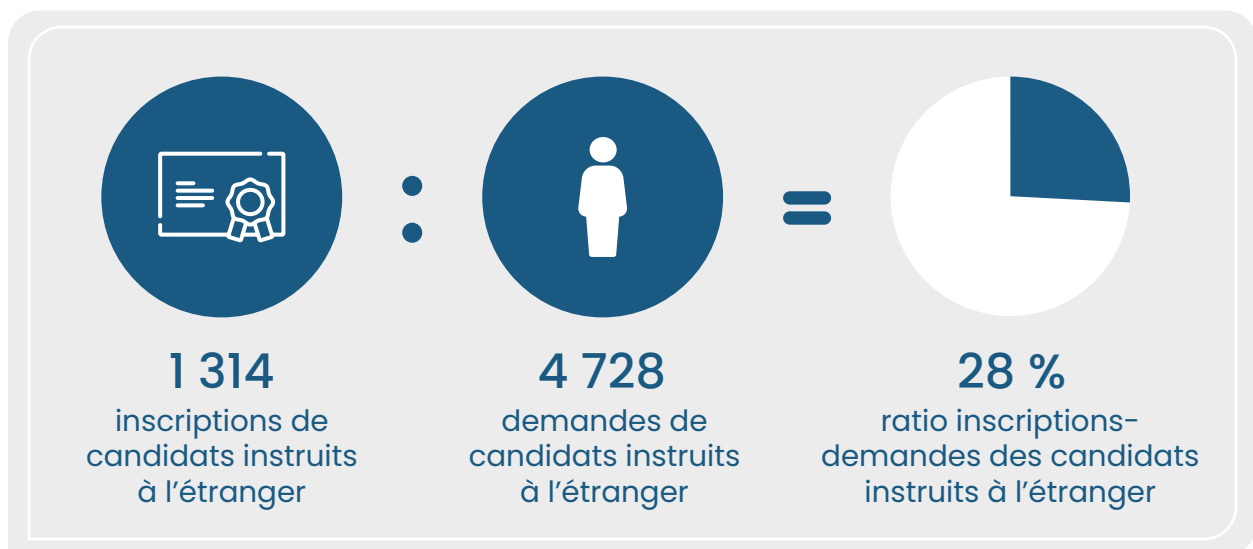 1 314
inscriptions de
candidats instruits
à l’étranger
:
4 728
demandes de
candidats instruits
à l’étranger
=
28 %
ratio inscriptions-
demandes des candidats
instruits à l’étranger